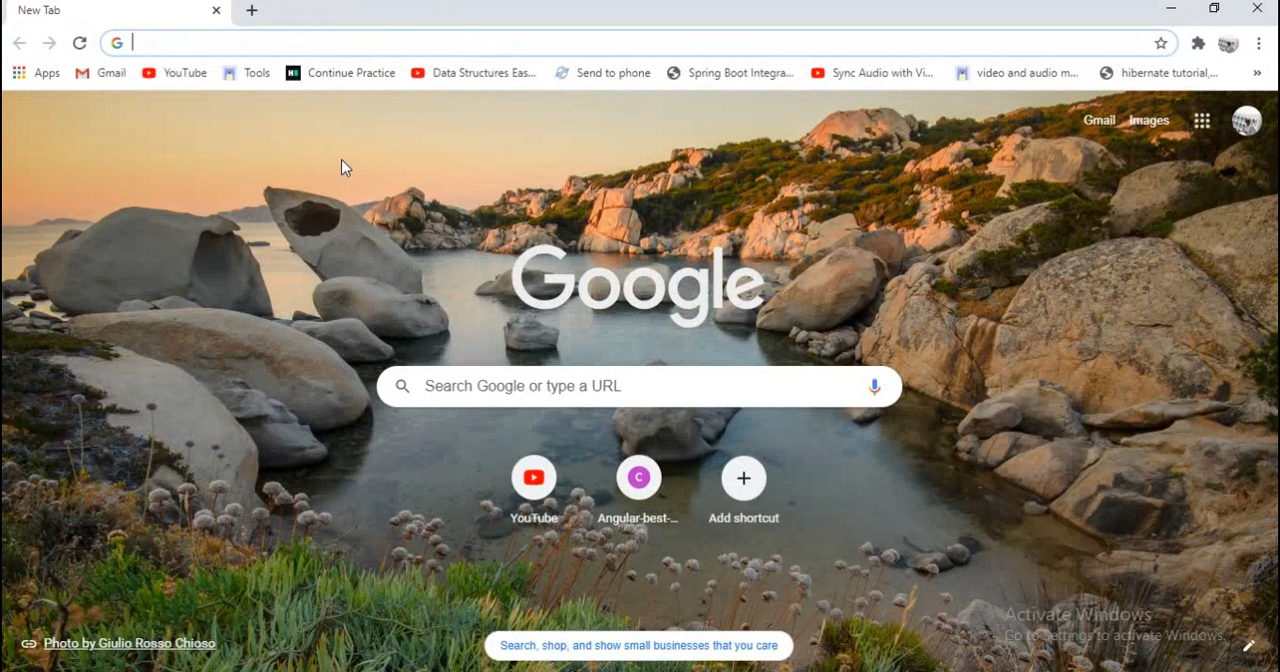 New Tab
Apps Gmail YouTube Tools Continue Practice Data Structures Eas... Send to phone Spring Boot Integra... Sync Audio with Vi... video and audio m... hibernate tutorial,... »
Gmail Images
Google
Search Google or type a URL
C
YouTube Angular-best-... Add shortcut
Activate Windows
Go to Settings to activate Windows.
Photo by Giulio Rosso Chioso
Search, shop, and show small businesses that you care